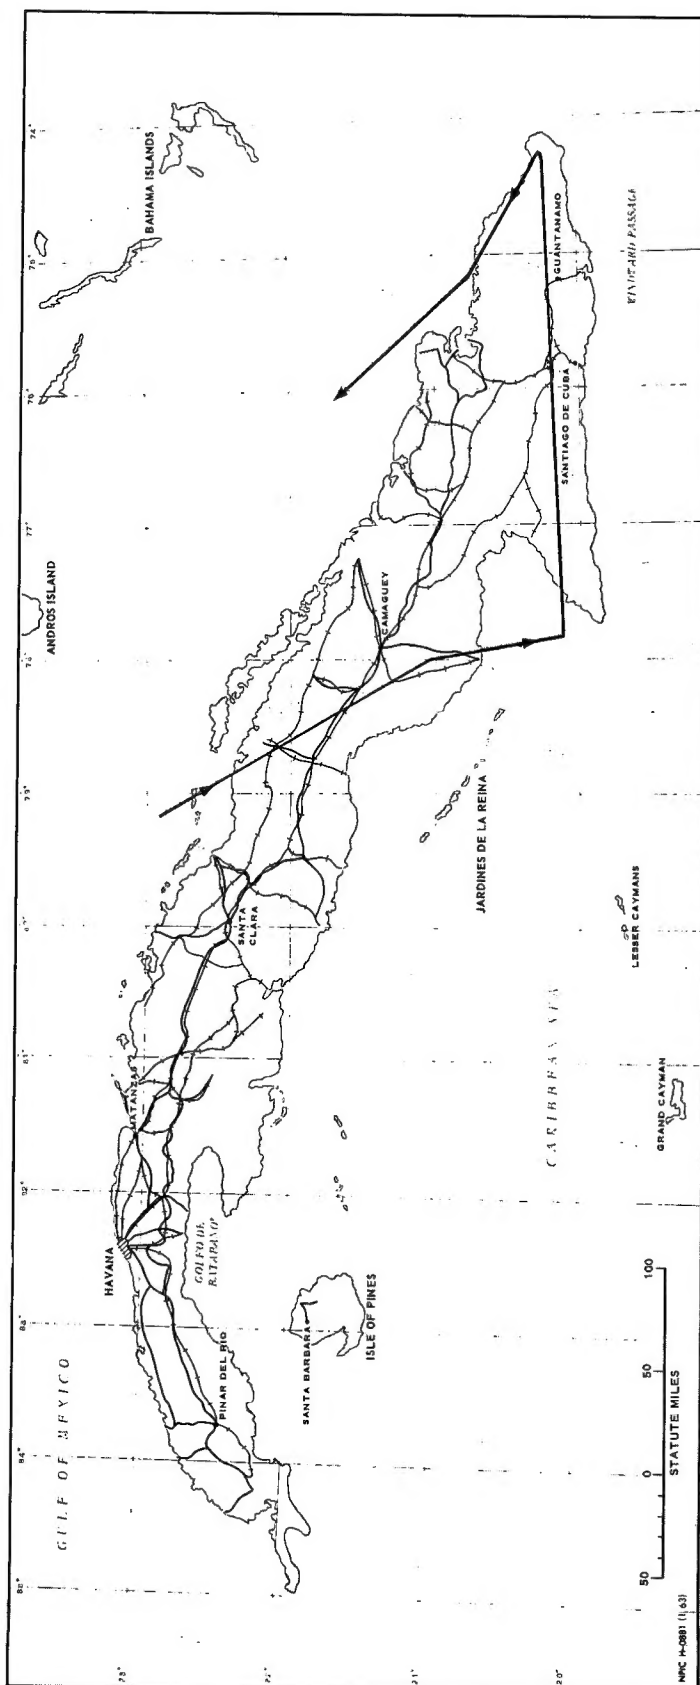 74°
75°
76°
77°
78°
79°
81°
82°
84°
23°
22°
21°
20°
BAHAMA ISLANDS
ANDROS ISLAND
GULF OF MEXICO
HAVANA
MATANZAS
SANTA
CLARA
CAMAGUEY
PINAR DEL RIO
GOLFO DE
BATABANO
SANTA BARBARA
ISLE OF PINES
JARDINES DE LA REINA
SANTIAGO DE CUBA
GUANTANAMO
WINDWARD PASSAGE
CARIBBEAN SEA
LESSER CAYMANS
GRAND CAYMAN
50 0 50 100
STATUTE MILES
NPIC H-0881 (1/63)